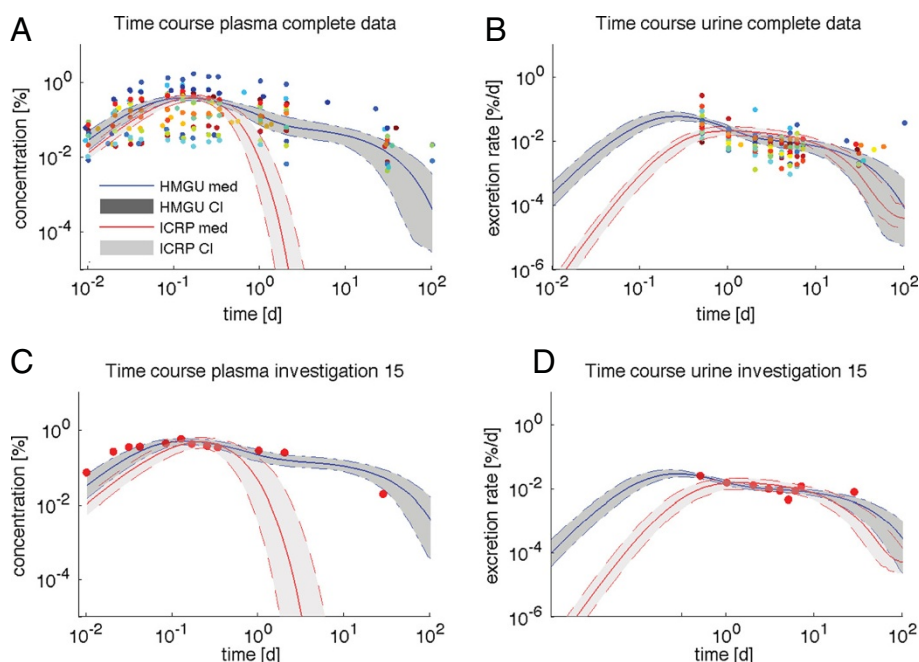 A
Time course plasma complete data
concentration [%]
10^0
10^-2
10^-4
HMGU med
HMGU CI
ICRP med
ICRP CI
10^-2
10^-1
10^0
10^1
10^2
time [d]
B
Time course urine complete data
excretion rate [%/d]
10^0
10^-2
10^-4
10^-6
10^-2
10^-1
10^0
10^1
10^2
time [d]
C
Time course plasma investigation 15
concentration [%]
10^0
10^-2
10^-4
10^-2
10^-1
10^0
10^1
10^2
time [d]
D
Time course urine investigation 15
excretion rate [%/d]
10^0
10^-2
10^-4
10^-6
10^-2
10^0
10^1
10^2
time [d]